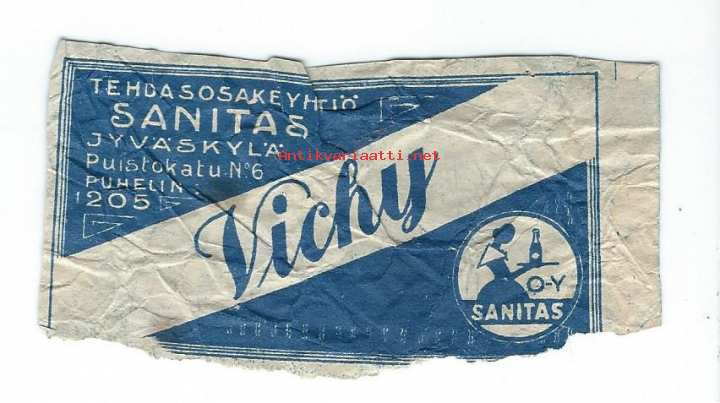 TEHDASOSAKEYHTIÖ
SANITAS
JYVÄSKYLÄ
Puistokatu N:o 6
PUHELIN:
1205
Antikvariaatti.net
Vichy
O-Y
SANITAS